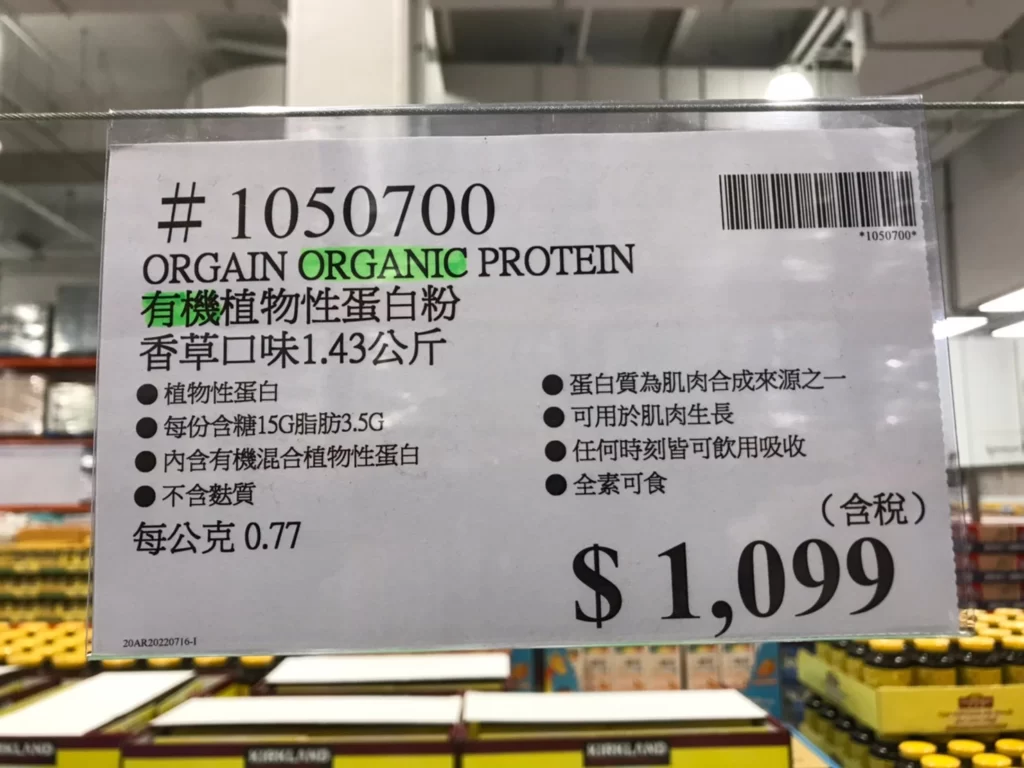 # 1050700
*1050700*
ORGAIN ORGANIC PROTEIN
有機植物性蛋白粉
香草口味1.43公斤
● 植物性蛋白
● 每份含糖15G脂肪3.5G
● 內含有機混合植物性蛋白
● 不含麩質
● 蛋白質為肌肉合成來源之一
● 可用於肌肉生長
● 任何時刻皆可飲用吸收
● 全素可食
每公克 0.77
(含稅)
$ 1,099
20AR20220716-I
KIRKLAND
KIRKLAND
KIRKLAND